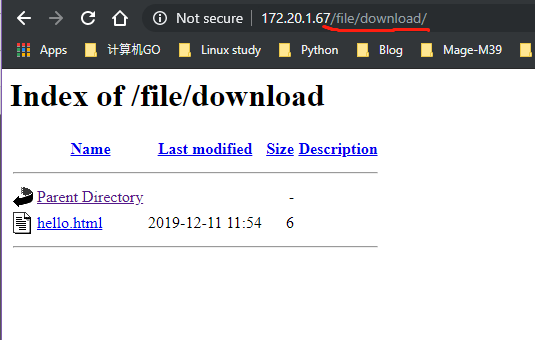 Not secure | 172.20.1.67/file/download/
Apps 计算机GO Linux study Python Blog Mage-M39
Index of /file/download
Name Last modified Size Description
Parent Directory -
hello.html 2019-12-11 11:54 6